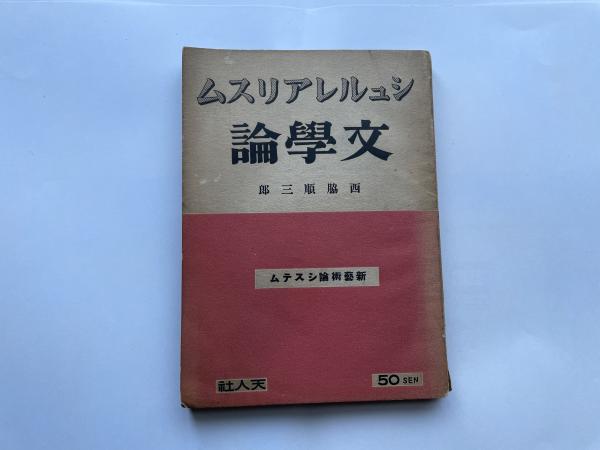 シュルレアリスム
文學論
西脇順三郎
新藝術論システム
天人社
50 SEN